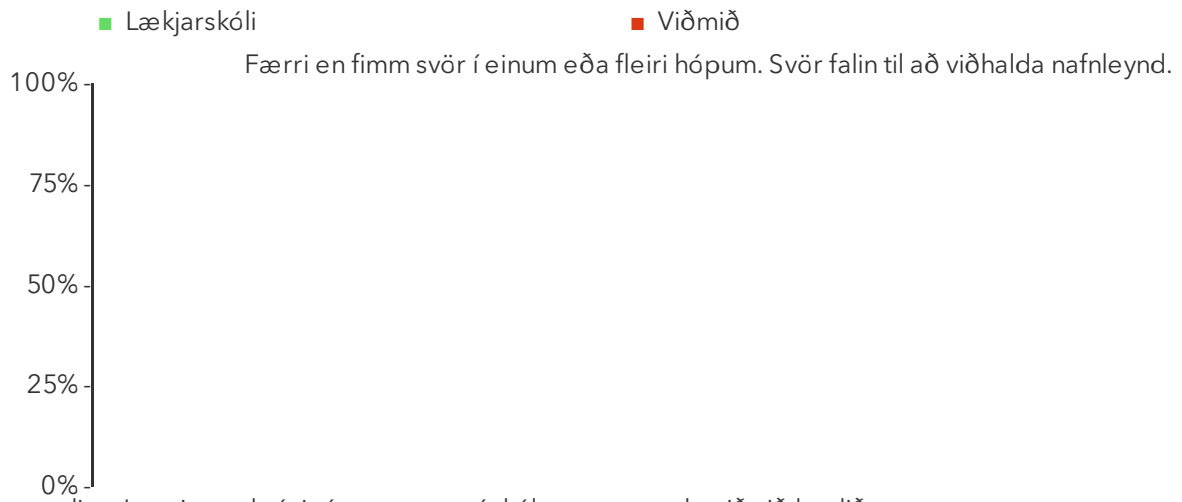 Lækjarskóli Viðmið
Færri en fimm svör í einum eða fleiri hópum. Svör falin til að viðhalda nafnleynd.
100%
75%
50%
25%
0%